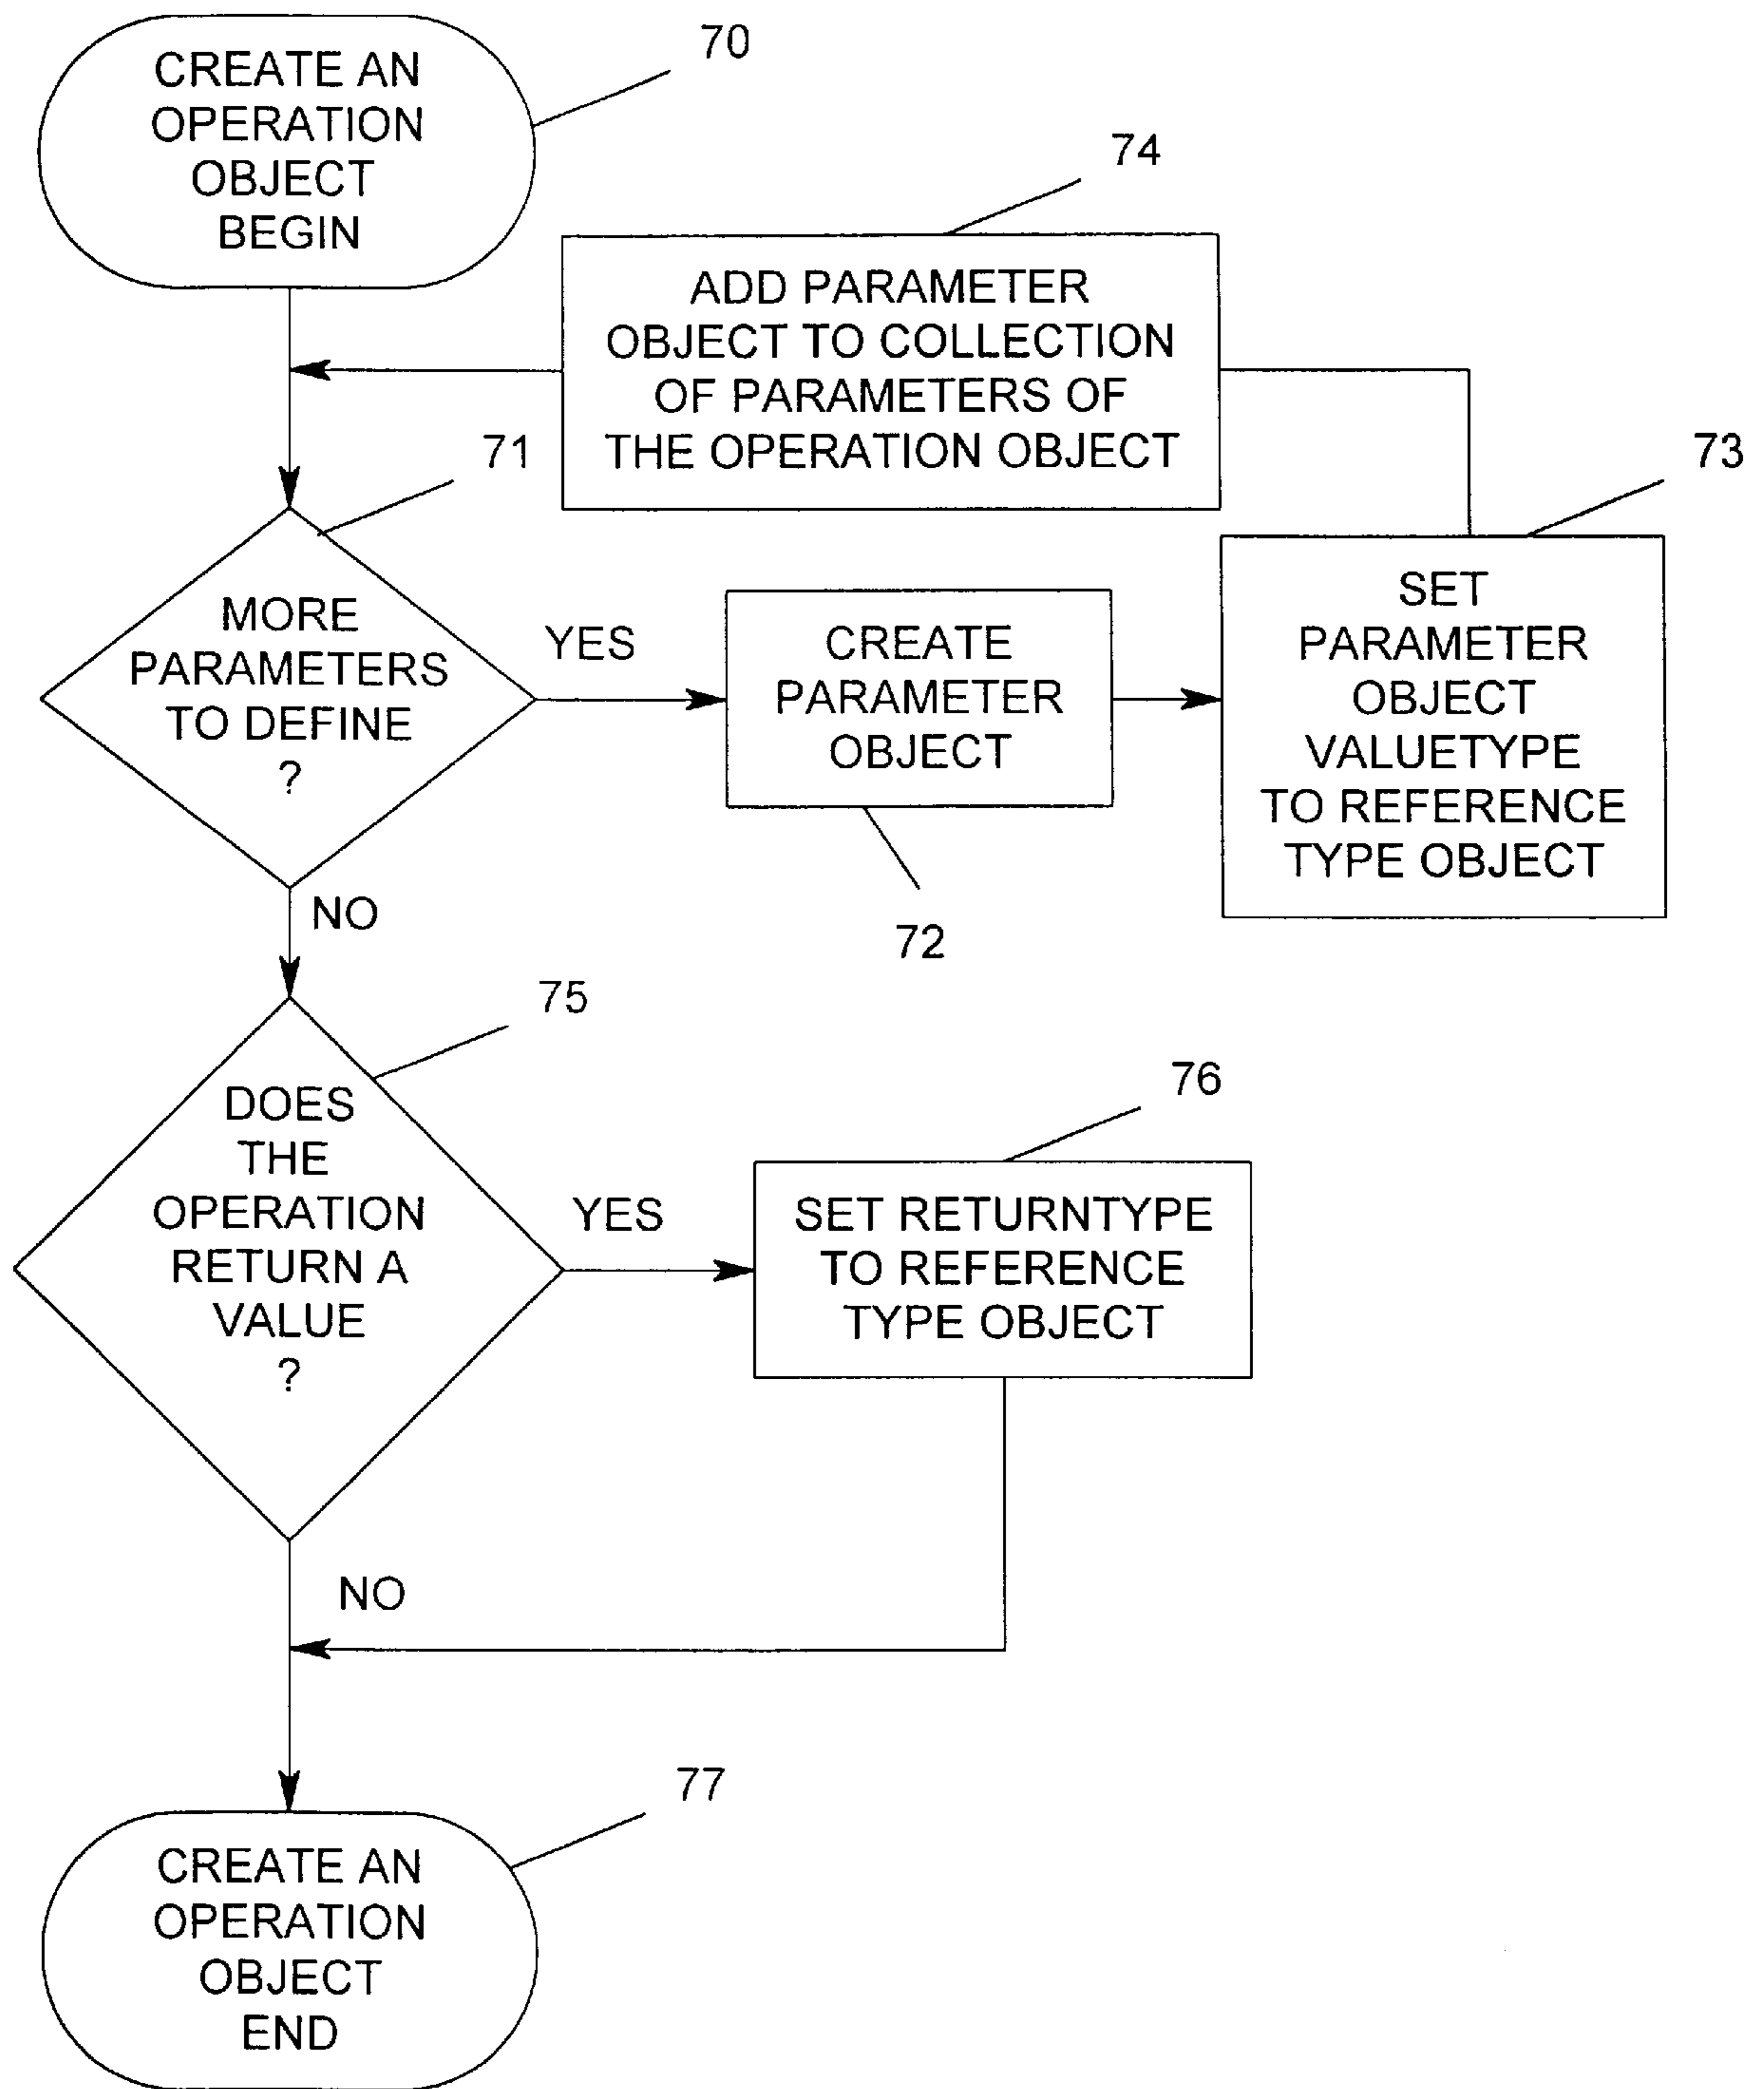 CREATE AN
OPERATION
OBJECT
BEGIN
70
74
ADD PARAMETER
OBJECT TO COLLECTION
OF PARAMETERS OF
THE OPERATION OBJECT
71
73
MORE
PARAMETERS
TO DEFINE
?
YES
CREATE
PARAMETER
OBJECT
72
SET
PARAMETER
OBJECT
VALUETYPE
TO REFERENCE
TYPE OBJECT
NO
75
DOES
THE
OPERATION
RETURN A
VALUE
?
YES
76
SET RETURNTYPE
TO REFERENCE
TYPE OBJECT
NO
77
CREATE AN
OPERATION
OBJECT
END